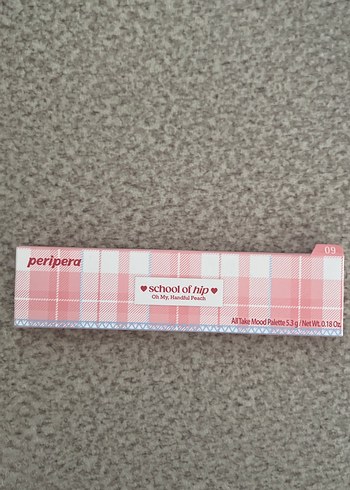 09
peripera
♥ school of hip ♥
Oh My, Handful Peach
All Take Mood Palette 5.3 g / Net Wt. 0.18 Oz.